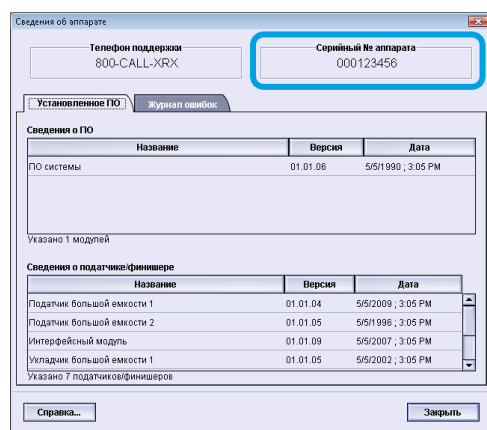 Сведения об аппарате
Телефон поддержки Серийный № аппарата
800-CALL-XRX 000123456
Установленное ПО Журнал ошибок
Сведения о ПО
Название Версия Дата
ПО системы 01.01.06 5/5/1990 ; 3:05 PM
Указано 1 модулей
Сведения о податчике/финишере
Название Версия Дата
Податчик большой емкости 1 01.01.04 5/5/2009 ; 3:05 PM
Податчик большой емкости 2 01.01.05 5/5/1996 ; 3:05 PM
Интерфейсный модуль 01.01.09 5/5/2007 ; 3:05 PM
Укладчик большой емкости 1 01.01.05 5/5/2002 ; 3:05 PM
Указано 7 податчиков/финишеров
Справка... Закрыть